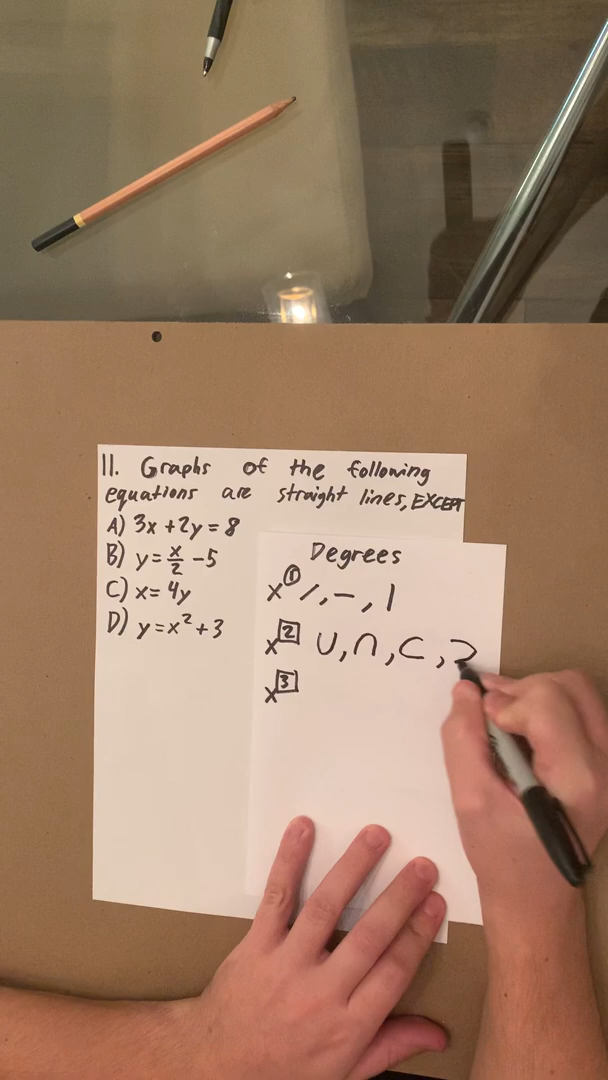 11. Graphs of the following
equations are straight lines, EXCEPT
A) 3x + 2y = 8
B) y = x/2 - 5
C) x = 4y
D) y = x² + 3
Degrees
x¹ /, -, |
x² ∪, ∩, ⊂, ⊃
x³